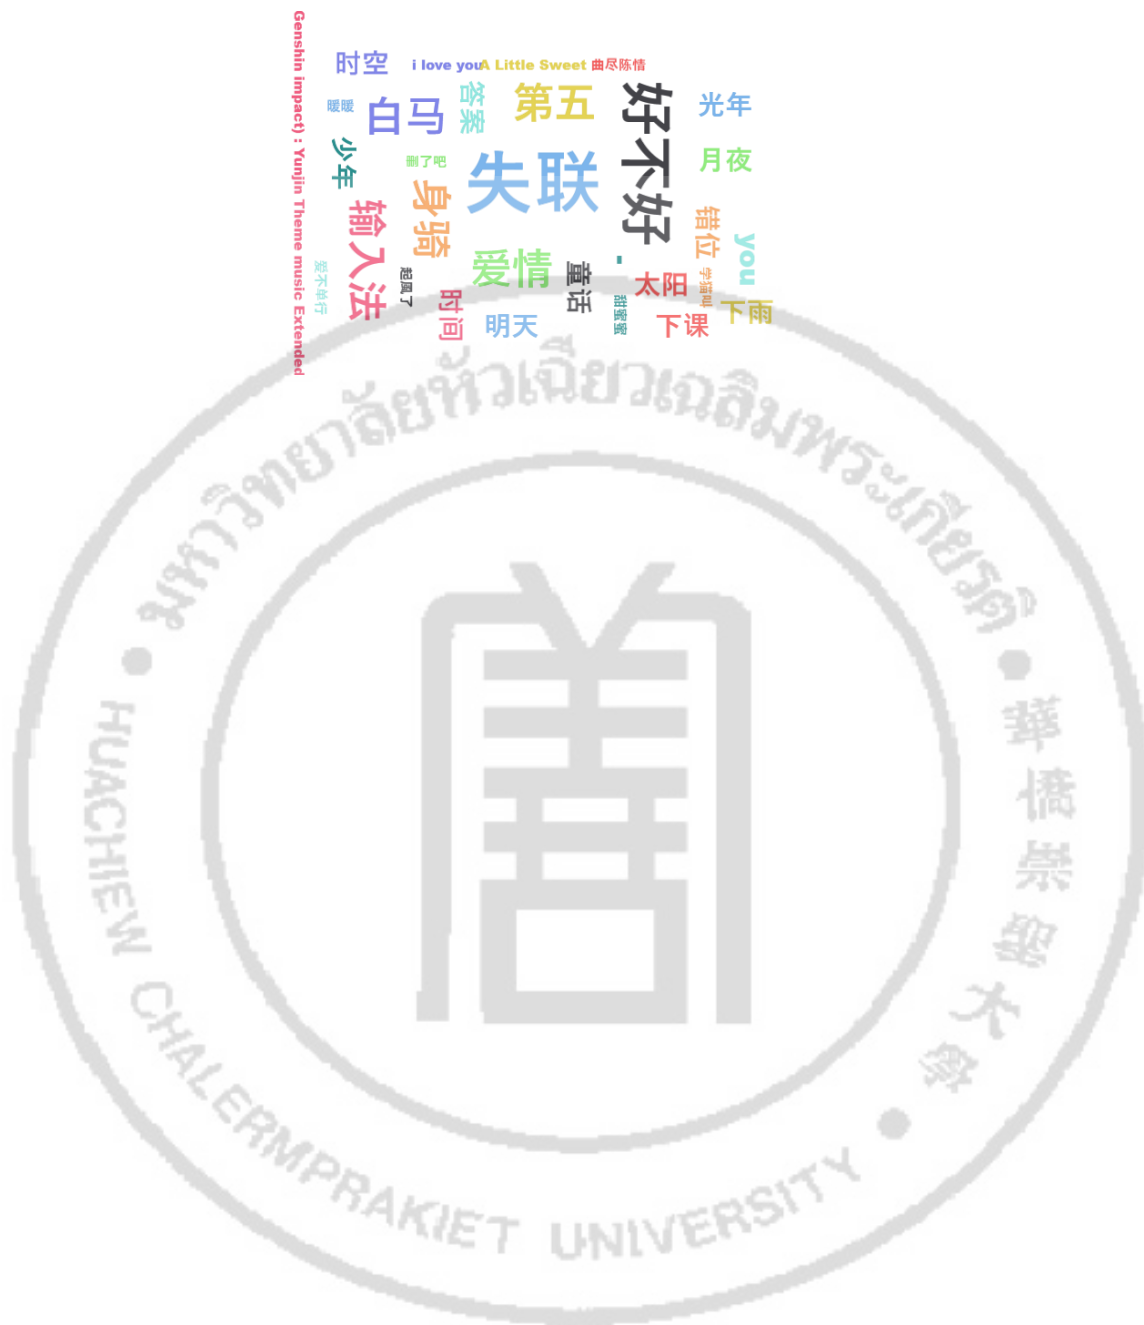 Genshin impact) : Yunjin Theme music Extended
时空
i love you
A Little Sweet
曲尽陈情
暖暖
白马
答案
第五
好不好
光年
少年
罢了吧
失联
月夜
输入法
身骑
错位
you
爱情
童话
-
太阳
学猫叫
爱不单行
起風了
时间
明天
甜蜜蜜
下课
下雨
มหาวิทยาลัยหัวเฉียวเฉลิมพระเกียรติ
華僑崇聖大學
HUACHIEW CHALERMPRAKIET UNIVERSITY